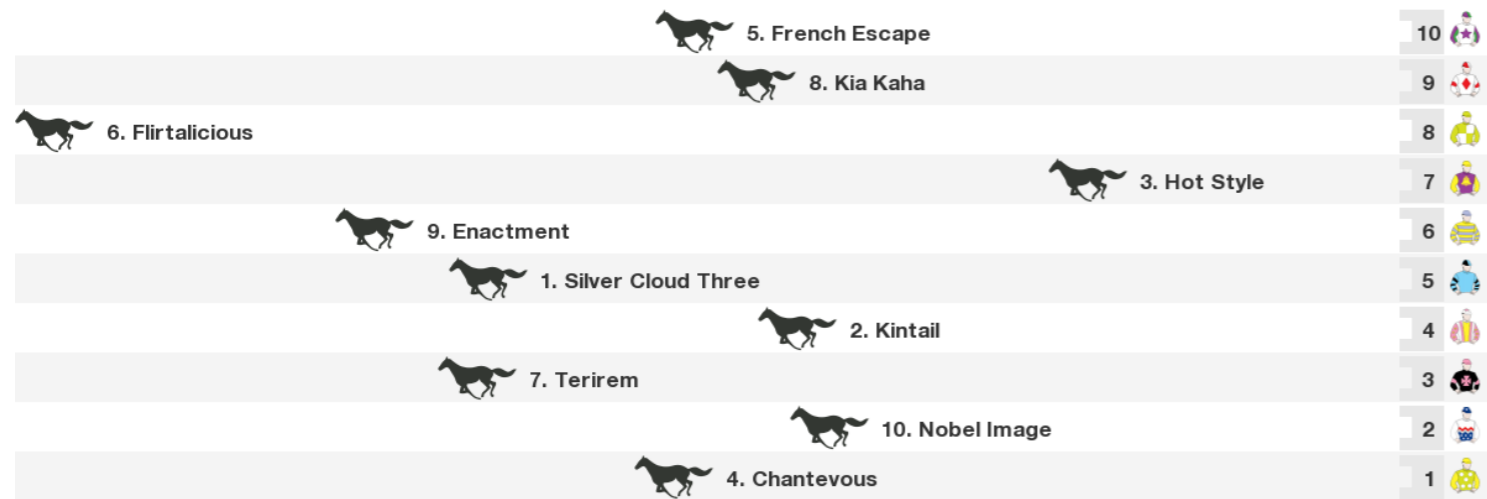 5. French Escape 10
8. Kia Kaha 9
6. Flirtalicious 8
3. Hot Style 7
9. Enactment 6
1. Silver Cloud Three 5
2. Kintail 4
7. Terirem 3
10. Nobel Image 2
4. Chantevous 1